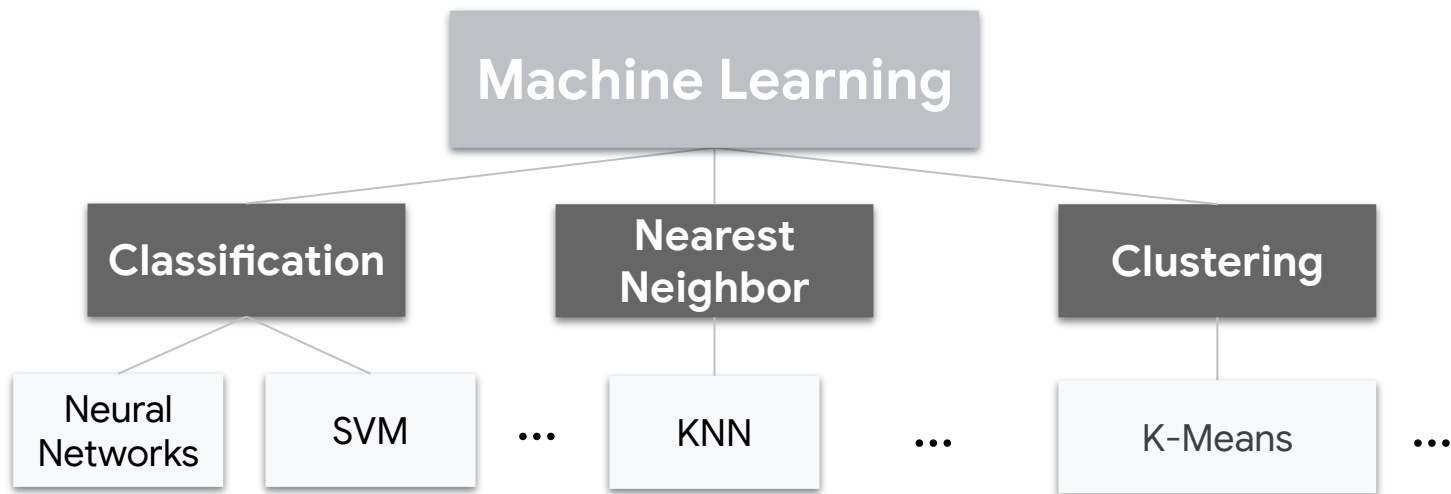 Machine Learning
Classification
Nearest
Neighbor
Clustering
Neural
Networks
SVM
...
KNN
...
K-Means
...